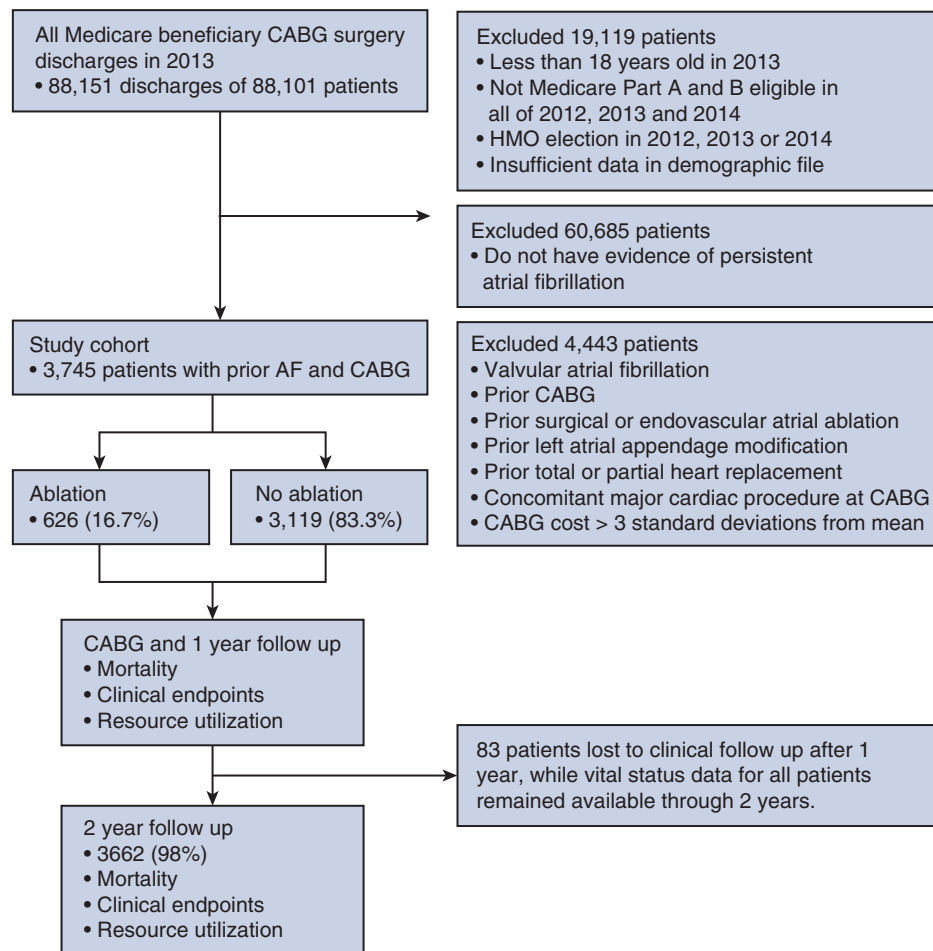 All Medicare beneficiary CABG surgery
discharges in 2013
• 88,151 discharges of 88,101 patients
Excluded 19,119 patients
• Less than 18 years old in 2013
• Not Medicare Part A and B eligible in
all of 2012, 2013 and 2014
• HMO election in 2012, 2013 or 2014
• Insufficient data in demographic file
Excluded 60,685 patients
• Do not have evidence of persistent
atrial fibrillation
Study cohort
• 3,745 patients with prior AF and CABG
Excluded 4,443 patients
• Valvular atrial fibrillation
• Prior CABG
• Prior surgical or endovascular atrial ablation
• Prior left atrial appendage modification
• Prior total or partial heart replacement
• Concomitant major cardiac procedure at CABG
• CABG cost > 3 standard deviations from mean
Ablation
• 626 (16.7%)
No ablation
• 3,119 (83.3%)
CABG and 1 year follow up
• Mortality
• Clinical endpoints
• Resource utilization
83 patients lost to clinical follow up after 1
year, while vital status data for all patients
remained available through 2 years.
2 year follow up
• 3662 (98%)
• Mortality
• Clinical endpoints
• Resource utilization